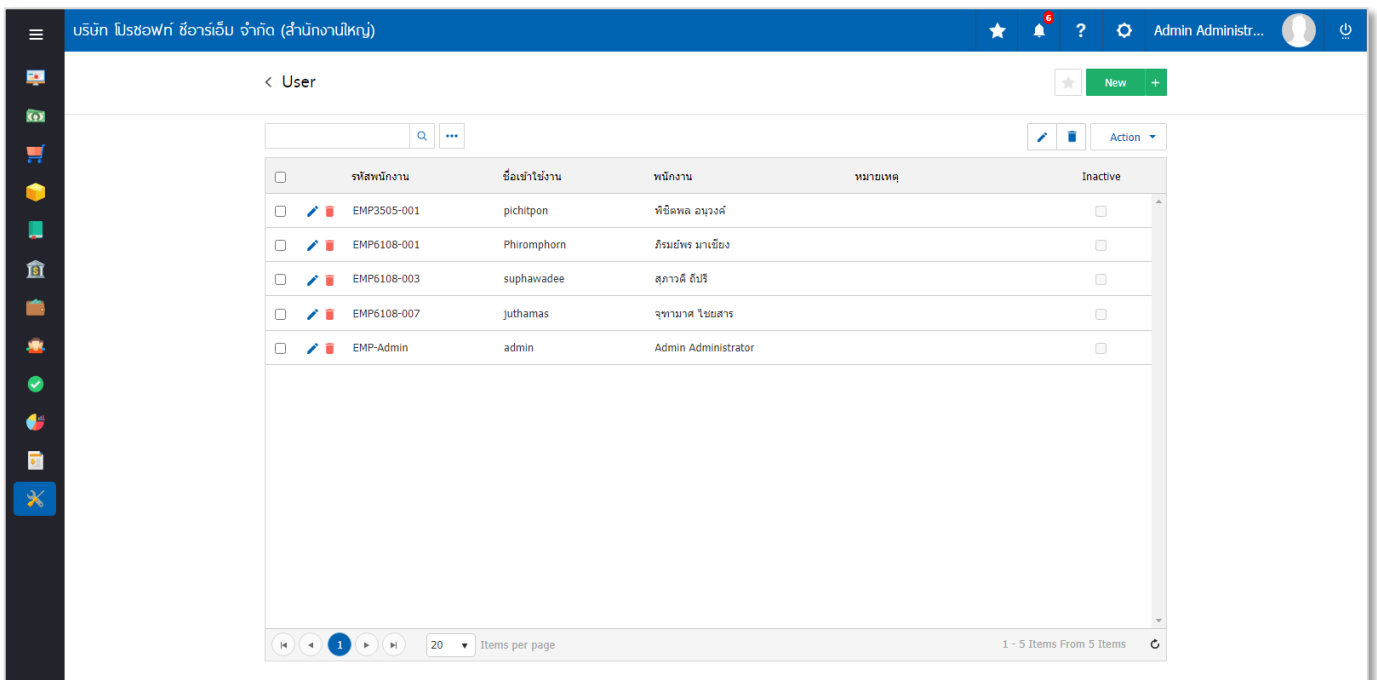 บริษัท โปรซอฟท์ ซีอาร์เอ็ม จำกัด (สำนักงานใหญ่) 6 ? Admin Administr...
< User New +
... Action
รหัสพนักงาน ชื่อเข้าใช้งาน พนักงาน หมายเหตุ Inactive
EMP3505-001 pichitpon พิชิตพล อนุวงค์
EMP6108-001 Phiromphorn ภิรมย์พร มาเชียง
EMP6108-003 suphawadee สุภาวดี ถีปรี
EMP6108-007 juthamas จุฑามาศ ไชยสาร
EMP-Admin admin Admin Administrator
1 20 Items per page 1 - 5 Items From 5 Items